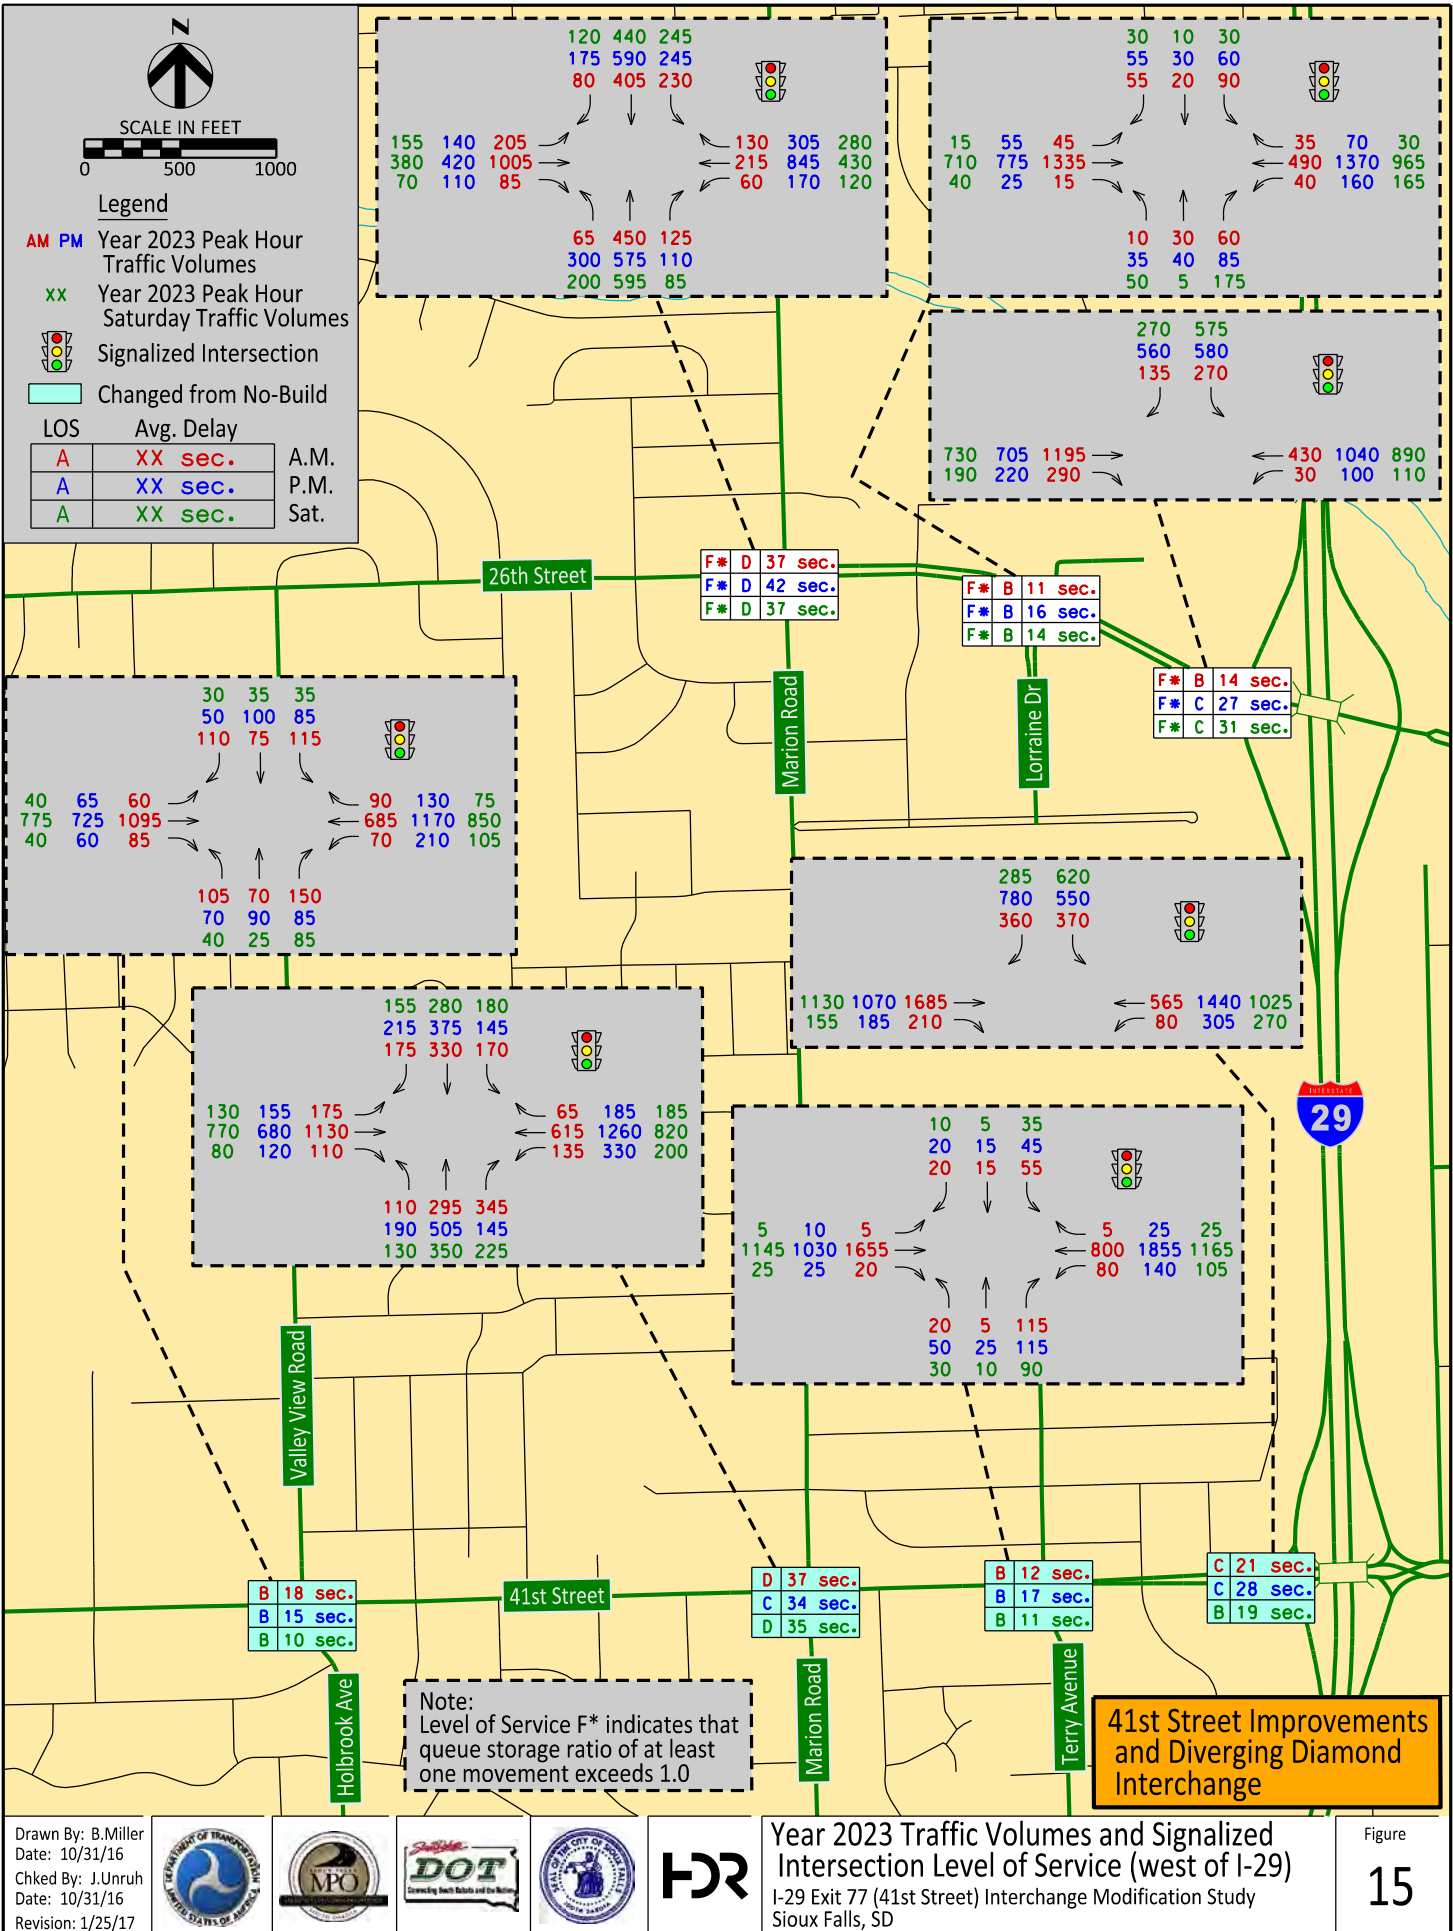 N
SCALE IN FEET
0 500 1000
Legend
AM PM Year 2023 Peak Hour
Traffic Volumes
XX Year 2023 Peak Hour
Saturday Traffic Volumes
Signalized Intersection
Changed from No-Build
LOS Avg. Delay
A XX sec. A.M.
A XX sec. P.M.
A XX sec. Sat.
120 440 245
175 590 245
80 405 230
155 140 205 130 305 280
380 420 1005 215 845 430
70 110 85 60 170 120
65 450 125
300 575 110
200 595 85
30 10 30
55 30 60
55 20 90
15 55 45 35 70 30
710 775 1335 490 1370 965
40 25 15 40 160 165
10 30 60
35 40 85
50 5 175
270 575
560 580
135 270
730 705 1195 430 1040 890
190 220 290 30 100 110
26th Street
F* D 37 sec.
F* D 42 sec.
F* D 37 sec.
F* B 11 sec.
F* B 16 sec.
F* B 14 sec.
F* B 14 sec.
F* C 27 sec.
F* C 31 sec.
Marion Road
Lorraine Dr
30 35 35
50 100 85
110 75 115
40 65 60 90 130 75
775 725 1095 685 1170 850
40 60 85 70 210 105
105 70 150
70 90 85
40 25 85
285 620
780 550
360 370
1130 1070 1685 565 1440 1025
155 185 210 80 305 270
155 280 180
215 375 145
175 330 170
130 155 175 65 185 185
770 680 1130 615 1260 820
80 120 110 135 330 200
110 295 345
190 505 145
130 350 225
10 5 35
20 15 45
20 15 55
5 10 5 5 25 25
1145 1030 1655 800 1855 1165
25 25 20 80 140 105
20 5 115
50 25 115
30 10 90
INTERSTATE
29
Valley View Road
B 18 sec.
B 15 sec.
B 10 sec.
41st Street
D 37 sec.
C 34 sec.
D 35 sec.
B 12 sec.
B 17 sec.
B 11 sec.
C 21 sec.
C 28 sec.
B 19 sec.
Holbrook Ave
Marion Road
Terry Avenue
Note:
Level of Service F* indicates that
queue storage ratio of at least
one movement exceeds 1.0
41st Street Improvements
and Diverging Diamond
Interchange
Drawn By: B.Miller
Date: 10/31/16
Chked By: J.Unruh
Date: 10/31/16
Revision: 1/25/17
MPO
South Dakota
DOT
Connecting South Dakota and the Nation
SEAL OF THE CITY OF SIOUX FALLS
SOUTH DAKOTA
HDR
Year 2023 Traffic Volumes and Signalized
Intersection Level of Service (west of I-29)
I-29 Exit 77 (41st Street) Interchange Modification Study
Sioux Falls, SD
Figure
15